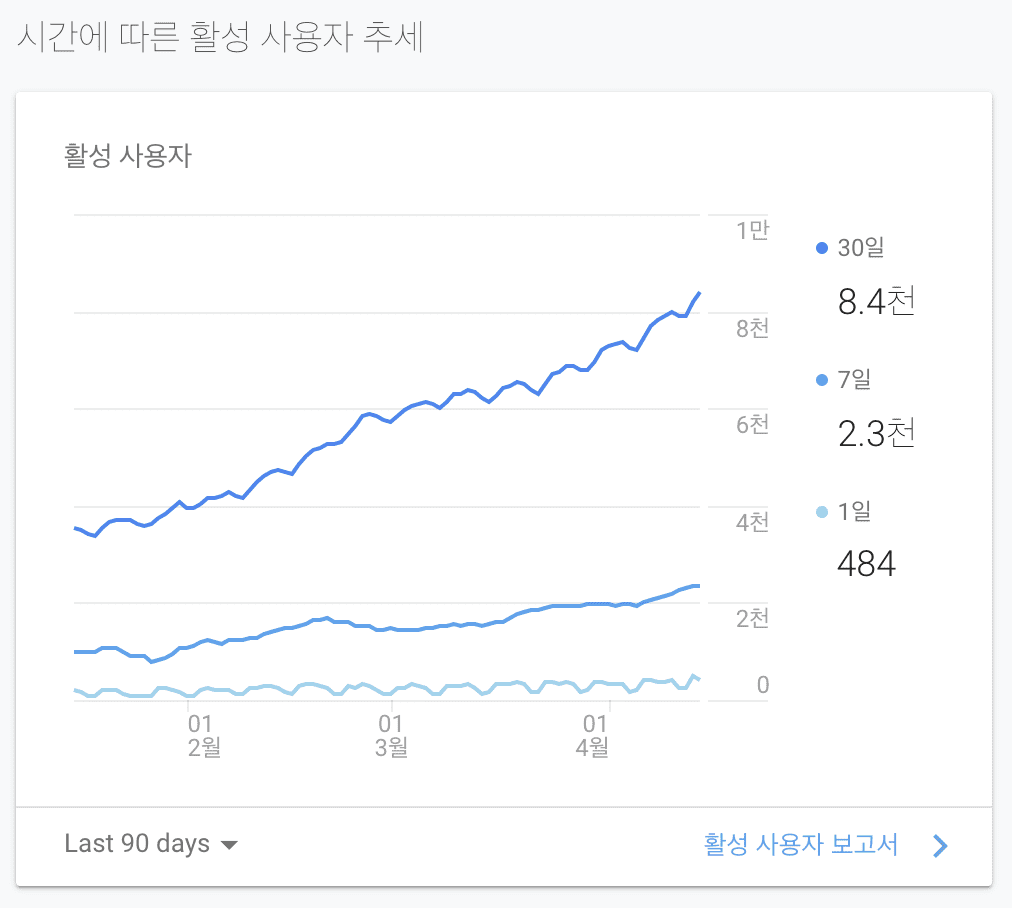 시간에 따른 활성 사용자 추세
활성 사용자
1만
8천
6천
4천
2천
0
01
2월
01
3월
01
4월
30일
8.4천
7일
2.3천
1일
484
Last 90 days
활성 사용자 보고서